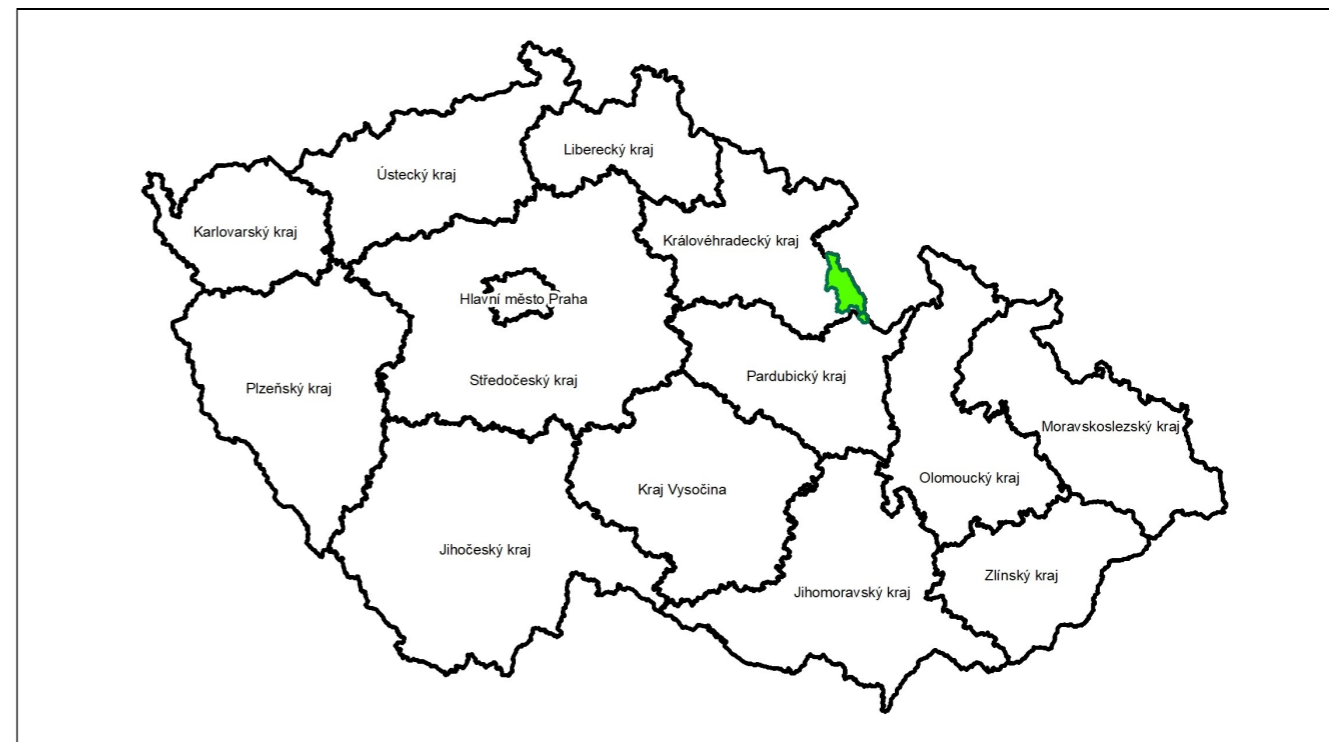 Liberecký kraj
Ústecký kraj
Karlovarský kraj
Královéhradecký kraj
Hlavní město Praha
Středočeský kraj
Pardubický kraj
Plzeňský kraj
Moravskoslezský kraj
Olomoucký kraj
Kraj Vysočina
Jihočeský kraj
Zlínský kraj
Jihomoravský kraj